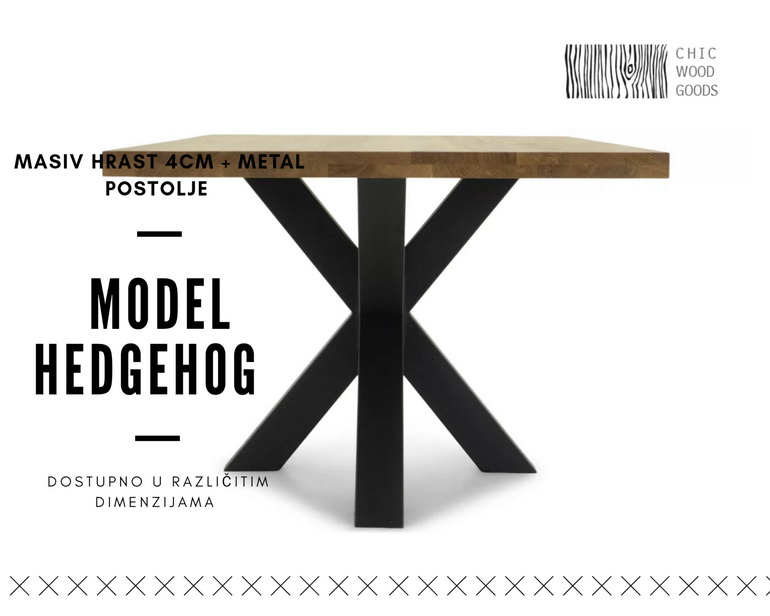 CHIC
WOOD
GOODS
MASIV HRAST 4CM + METAL
POSTOLJE
MODEL
HEDGEHOG
DOSTUPNO U RAZLIČITIM
DIMENZIJAMA